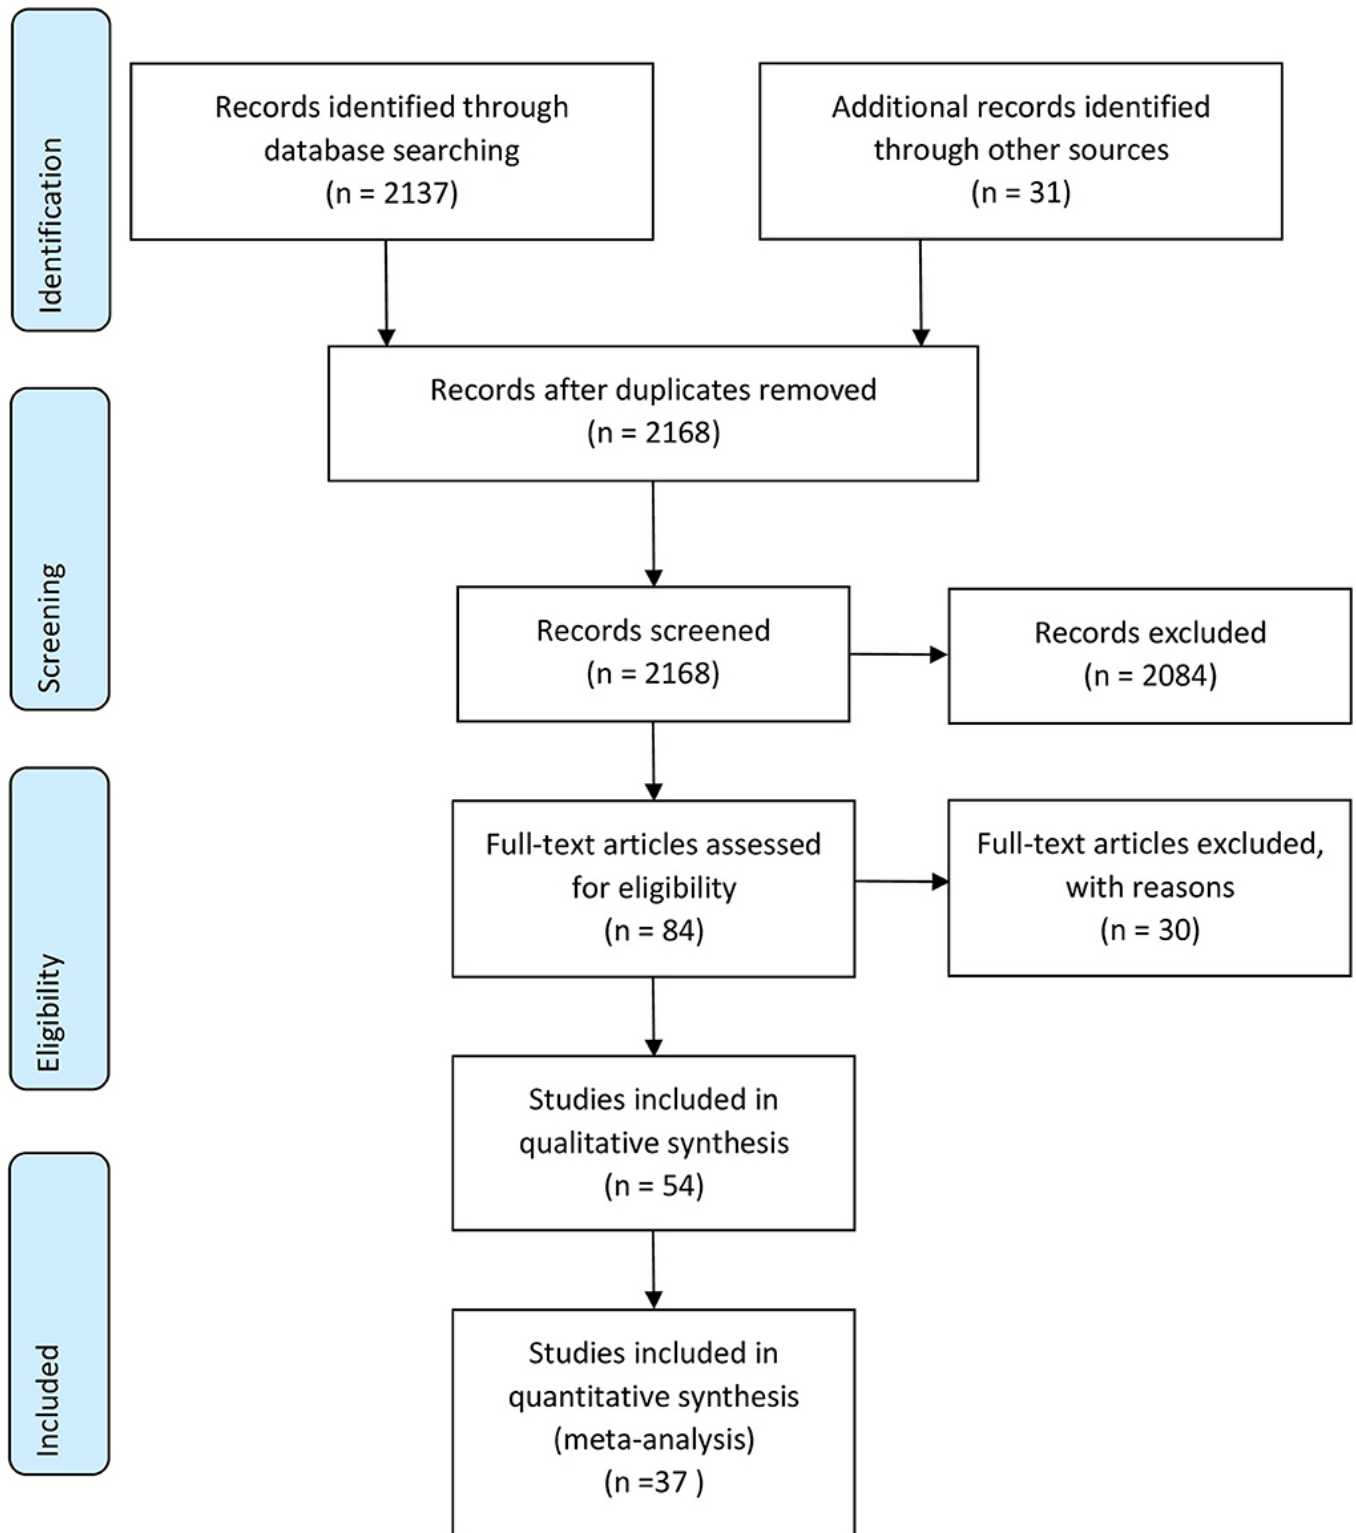 Identification
Records identified through
database searching
(n = 2137)
Additional records identified
through other sources
(n = 31)
Records after duplicates removed
(n = 2168)
Screening
Records screened
(n = 2168)
Records excluded
(n = 2084)
Eligibility
Full-text articles assessed
for eligibility
(n = 84)
Full-text articles excluded,
with reasons
(n = 30)
Studies included in
qualitative synthesis
(n = 54)
Included
Studies included in
quantitative synthesis
(meta-analysis)
(n =37 )